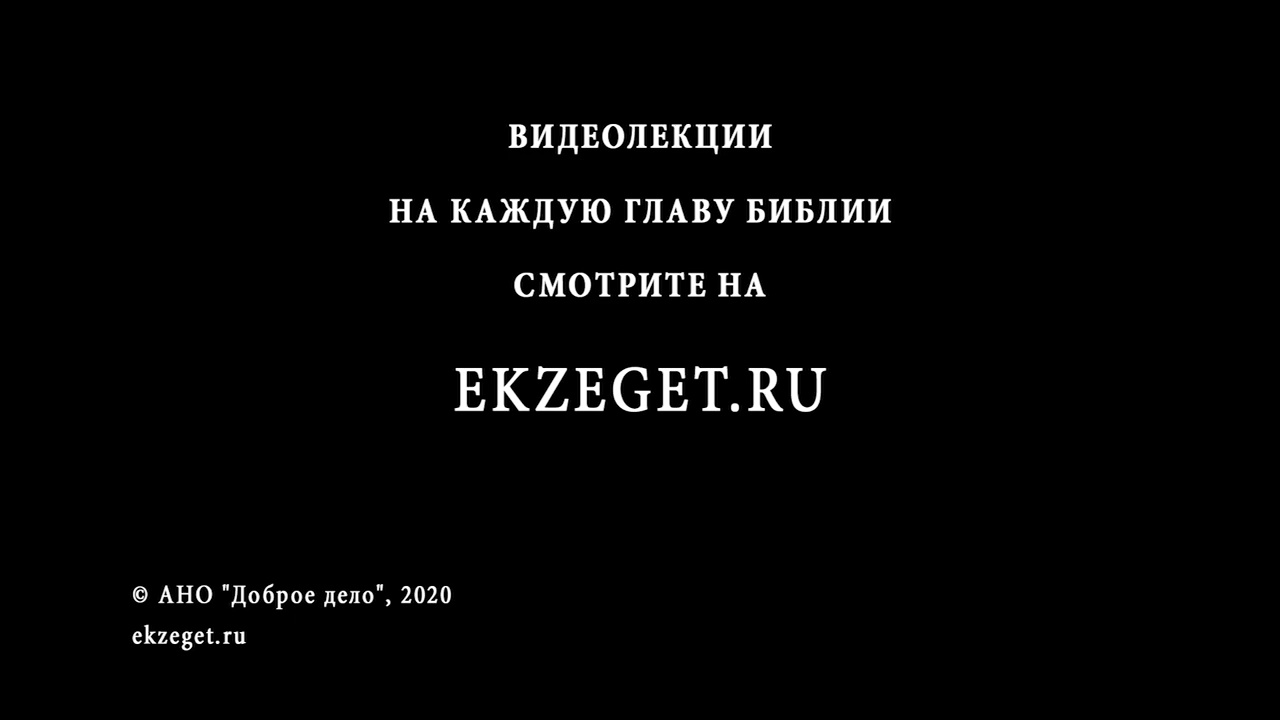 ВИДЕОЛЕКЦИИ
НА КАЖДУЮ ГЛАВУ БИБЛИИ
СМОТРИТЕ НА
EKZEGET.RU
© АНО "Доброе дело", 2020
ekzeget.ru